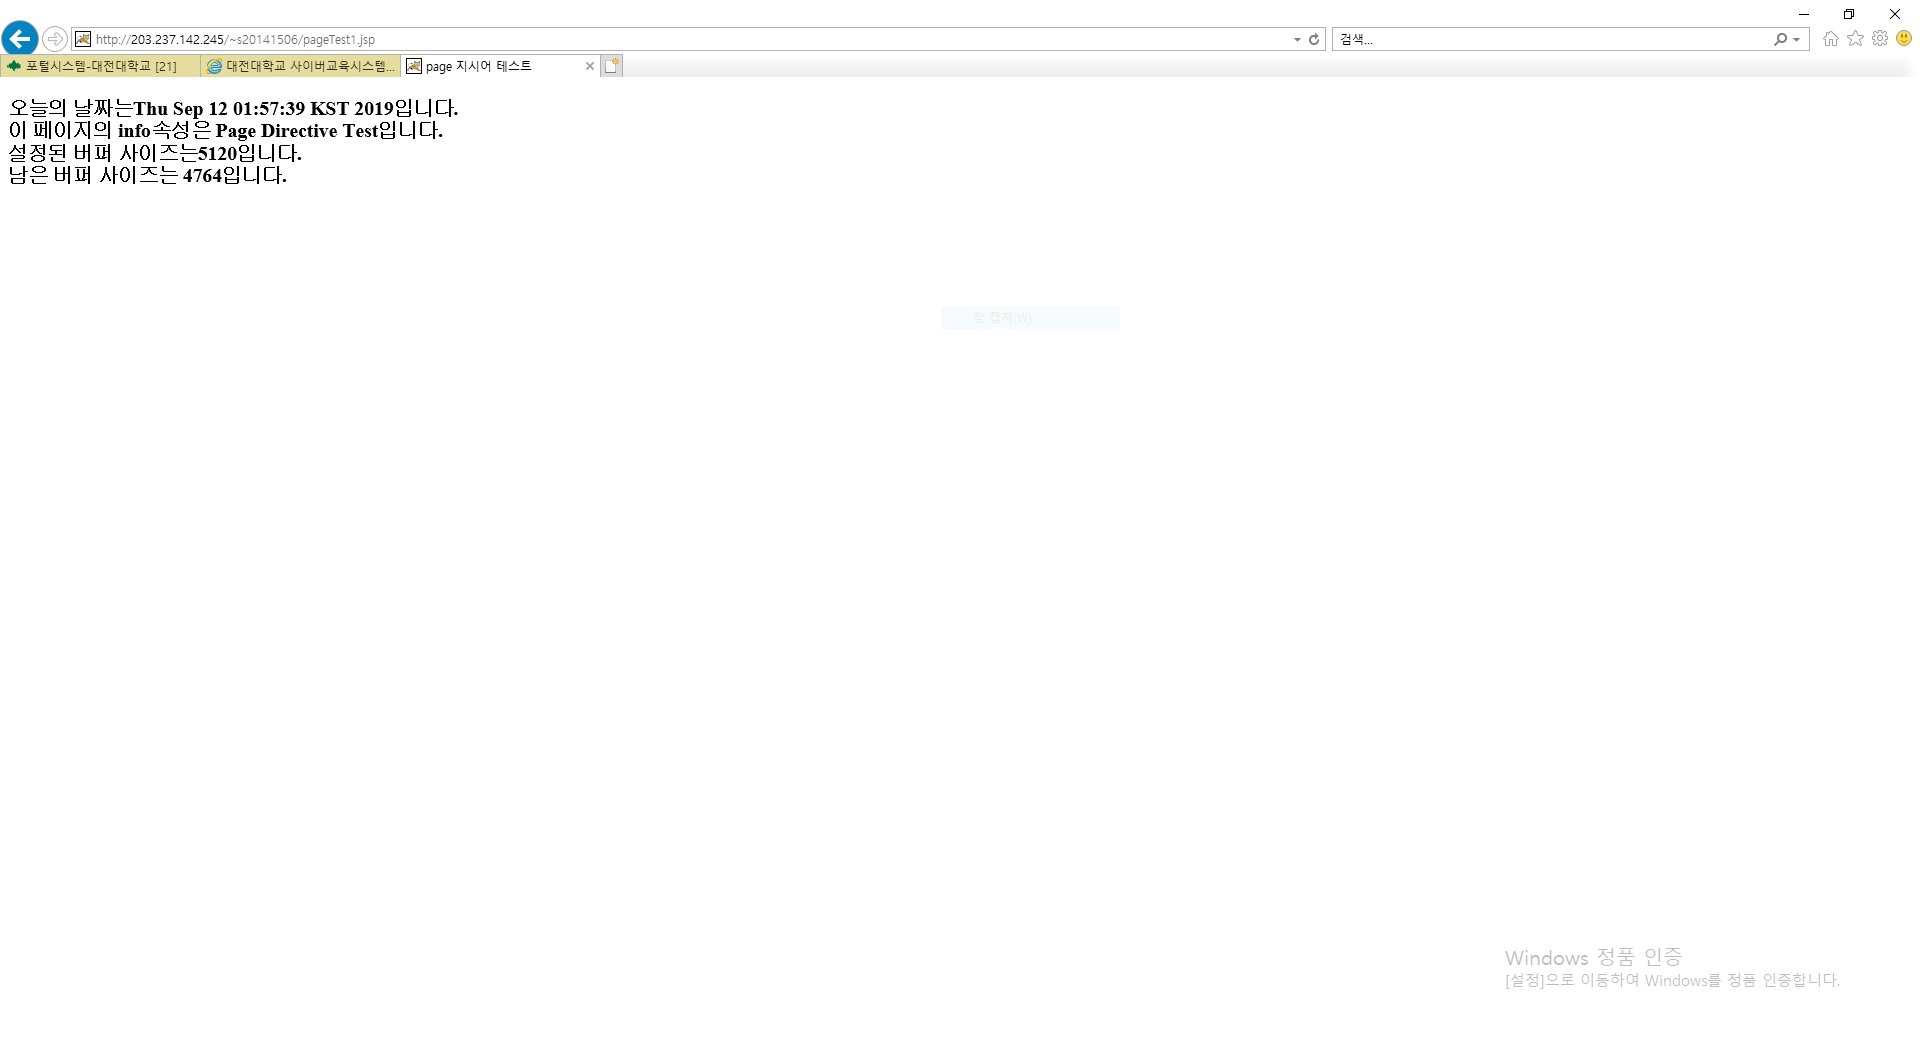 http://203.237.142.245/~s20141506/pageTest1.jsp
검색...
포털시스템-대전대학교 [21]
대전대학교 사이버교육시스템...
page 지시어 테스트
오늘의 날짜는Thu Sep 12 01:57:39 KST 2019입니다.
이 페이지의 info속성은 Page Directive Test입니다.
설정된 버퍼 사이즈는5120입니다.
남은 버퍼 사이즈는 4764입니다.
창 캡처(W)
Windows 정품 인증
[설정]으로 이동하여 Windows를 정품 인증합니다.